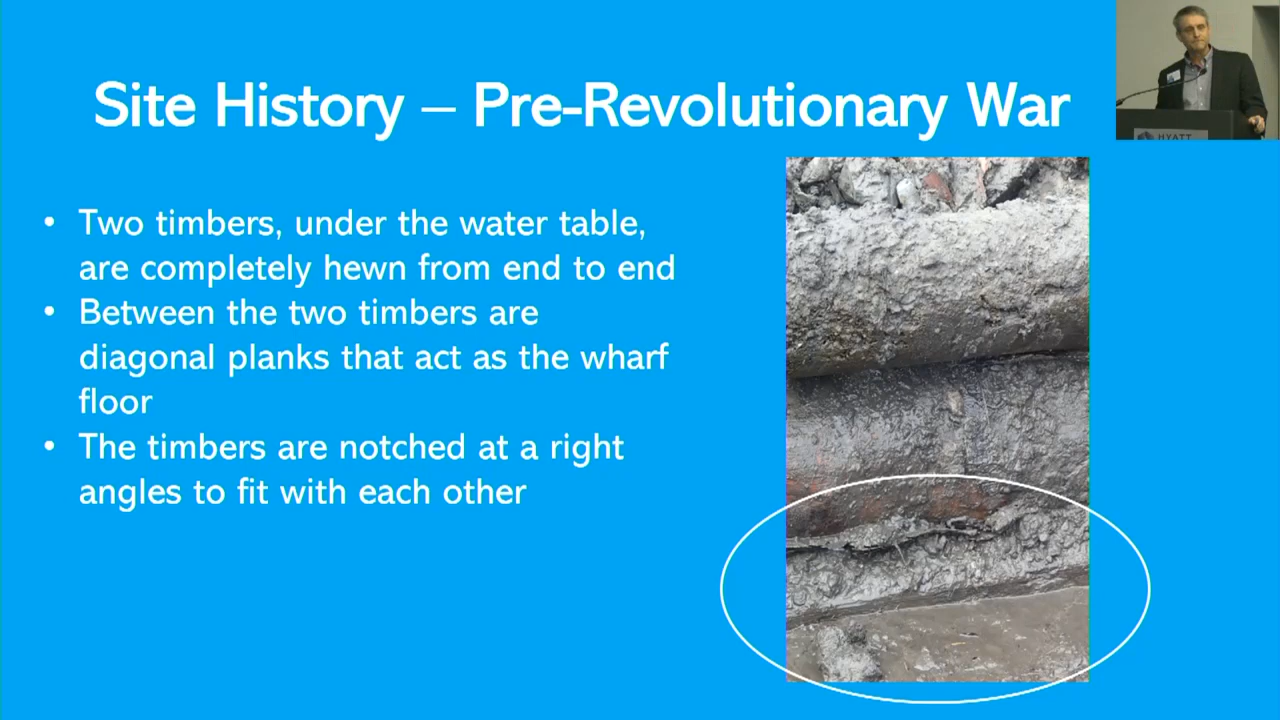 Site History – Pre-Revolutionary War
HYATT
• Two timbers, under the water table,
are completely hewn from end to end
• Between the two timbers are
diagonal planks that act as the wharf
floor
• The timbers are notched at a right
angles to fit with each other